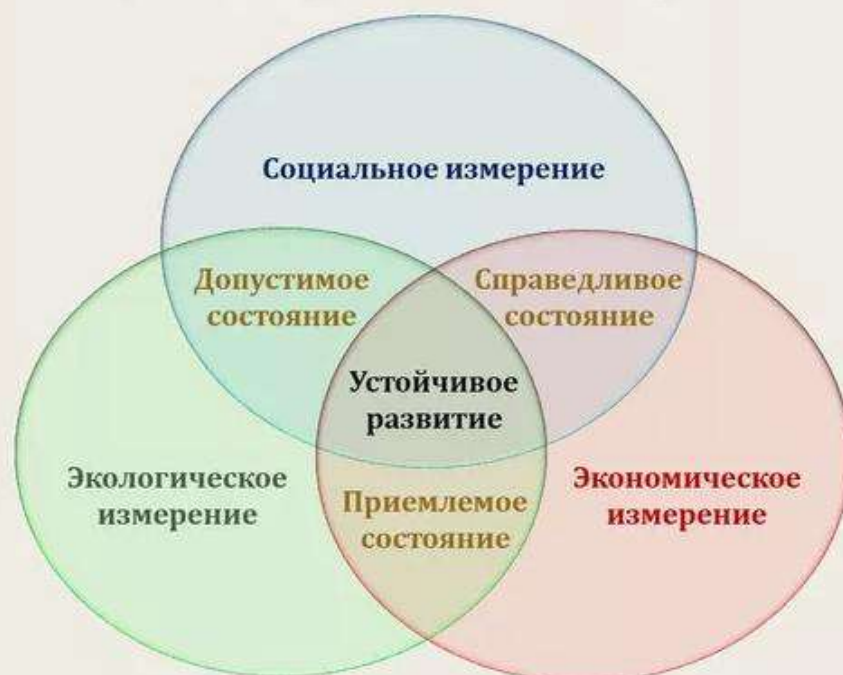 Социальное измерение
Допустимое
состояние
Справедливое
состояние
Устойчивое
развитие
Экологическое
измерение
Приемлемое
состояние
Экономическое
измерение